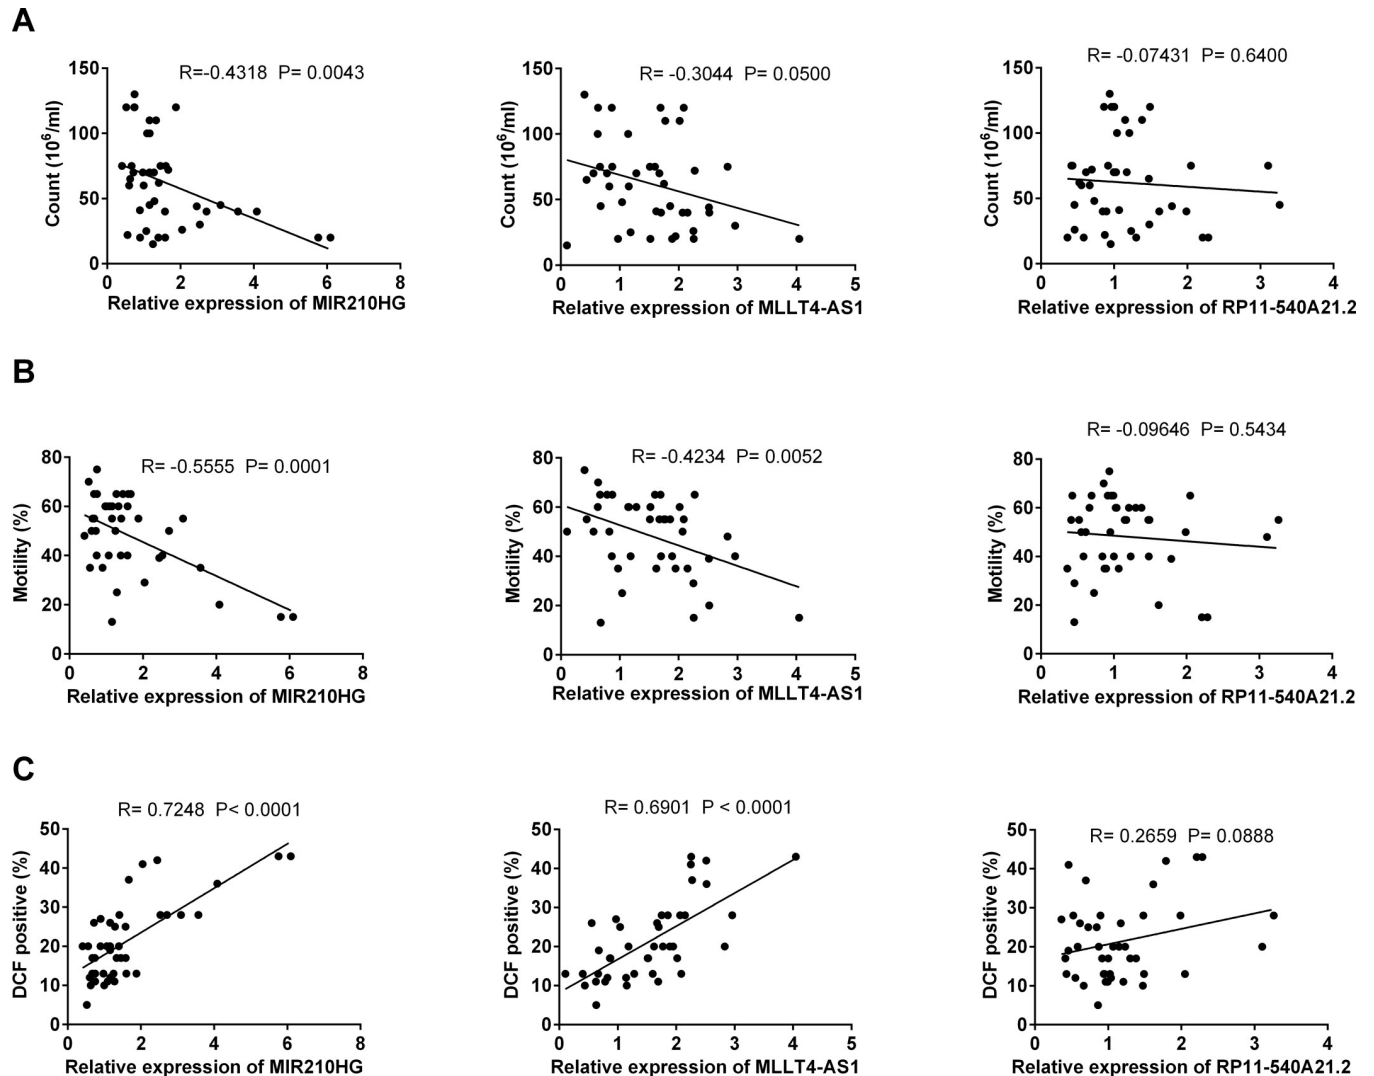 A
R=-0.4318 P= 0.0043
Count (10⁶/ml)
150
100
50
0
0 2 4 6 8
Relative expression of MIR210HG
R= -0.3044 P= 0.0500
Count (10⁶/ml)
150
100
50
0
0 1 2 3 4 5
Relative expression of MLLT4-AS1
R= -0.07431 P= 0.6400
Count (10⁶/ml)
150
100
50
0
0 1 2 3 4
Relative expression of RP11-540A21.2
B
R= -0.5555 P= 0.0001
Motility (%)
80
60
40
20
0
0 2 4 6 8
Relative expression of MIR210HG
R= -0.4234 P= 0.0052
Motility (%)
80
60
40
20
0
0 1 2 3 4 5
Relative expression of MLLT4-AS1
R= -0.09646 P= 0.5434
Motility (%)
80
60
40
20
0
0 1 2 3 4
Relative expression of RP11-540A21.2
C
R= 0.7248 P< 0.0001
DCF positive (%)
50
40
30
20
10
0
0 2 4 6 8
Relative expression of MIR210HG
R= 0.6901 P < 0.0001
DCF positive (%)
50
40
30
20
10
0
0 1 2 3 4 5
Relative expression of MLLT4-AS1
R= 0.2659 P= 0.0888
DCF positive (%)
50
40
30
20
10
0
0 1 2 3 4
Relative expression of RP11-540A21.2